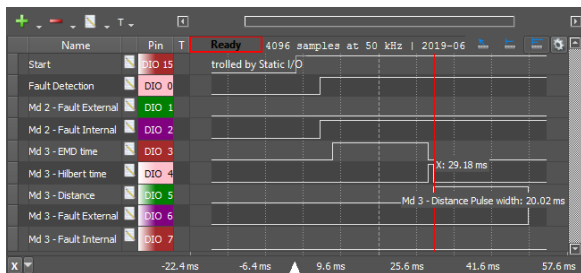 T
Name Pin T Ready 4096 samples at 50 kHz | 2019-06
Start DIO 15 trolled by Static I/O
Fault Detection DIO 0
Md 2 - Fault External DIO 1
Md 2 - Fault Internal DIO 2
Md 3 - EMD time DIO 3
Md 3 - Hilbert time DIO 4 X: 29.18 ms
Md 3 - Distance DIO 5 Md 3 - Distance Pulse width: 20.02 ms
Md 3 - Fault External DIO 6
Md 3 - Fault Internal DIO 7
X -22.4 ms -6.4 ms 9.6 ms 25.6 ms 41.6 ms 57.6 ms